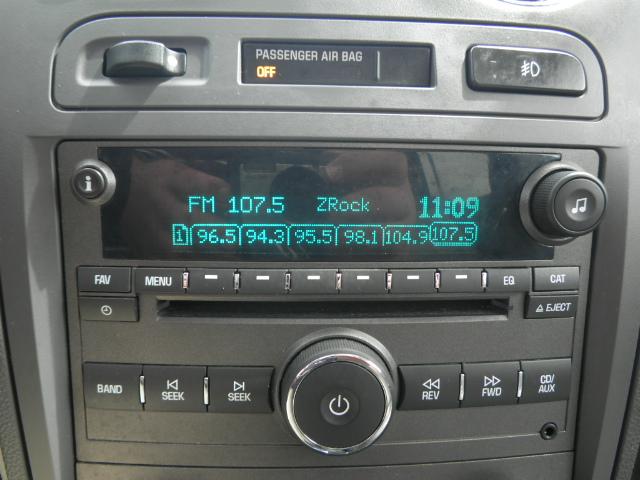 PASSENGER AIR BAG
OFF
FM 107.5 ZRock 11:09
1 96.5 94.3 95.5 98.1 104.9 107.5
FAV MENU EQ CAT
EJECT
BAND SEEK SEEK REV FWD CD/
AUX